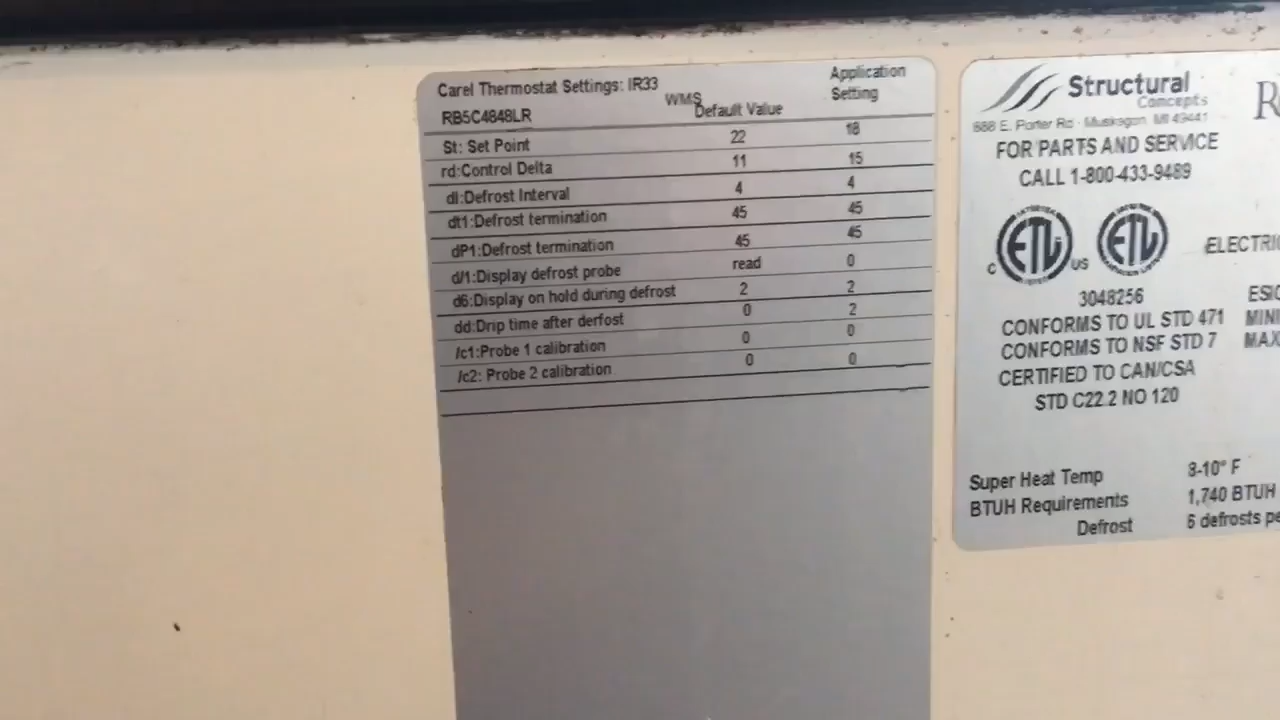 Carel Thermostat Settings: IR33
Application
RB5C4848LR WMS Default Value Setting
St: Set Point 22 18
rd:Control Delta 11 15
dI:Defrost Interval 4 4
dt1:Defrost termination 45 45
dP1:Defrost termination 45 45
d/1:Display defrost probe read 0
d6:Display on hold during defrost 2 2
dd:Drip time after derfost 0 2
/c1:Probe 1 calibration 0 0
/c2: Probe 2 calibration 0 0
Structural
Concepts
888 E. Porter Rd · Muskegon, MI 49441
FOR PARTS AND SERVICE
CALL 1-800-433-9489
ETL
C US
ETL
3048256
CONFORMS TO UL STD 471
CONFORMS TO NSF STD 7
CERTIFIED TO CAN/CSA
STD C22.2 NO 120
ELECTRI
ESI
MINI
MAX
Super Heat Temp 8-10° F
BTUH Requirements 1,740 BTUH
Defrost 6 defrosts pe